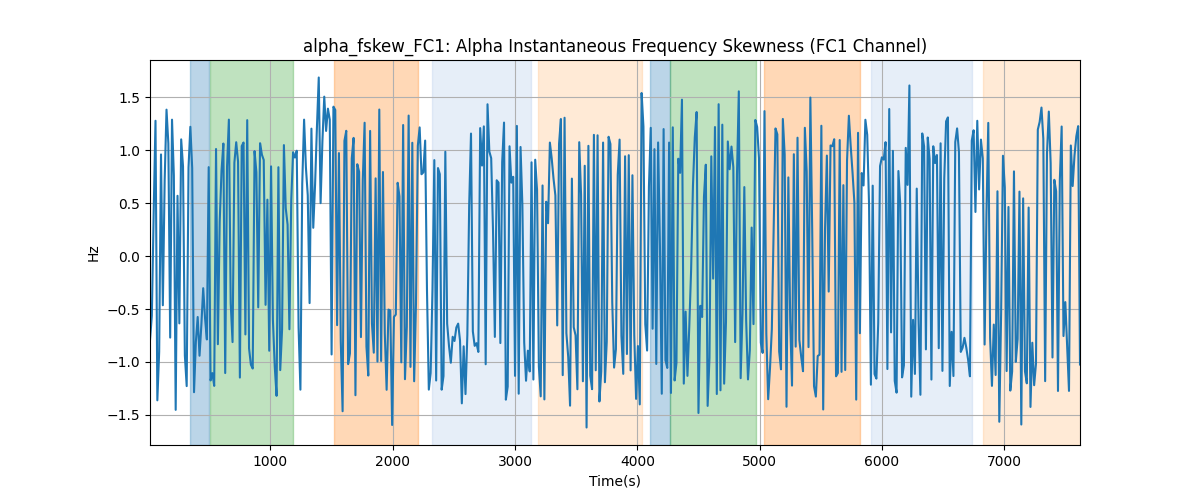 alpha_fskew_FC1: Alpha Instantaneous Frequency Skewness (FC1 Channel)
1.5
1.0
0.5
0.0
−0.5
−1.0
−1.5
Hz
1000 2000 3000 4000 5000 6000 7000
Time(s)